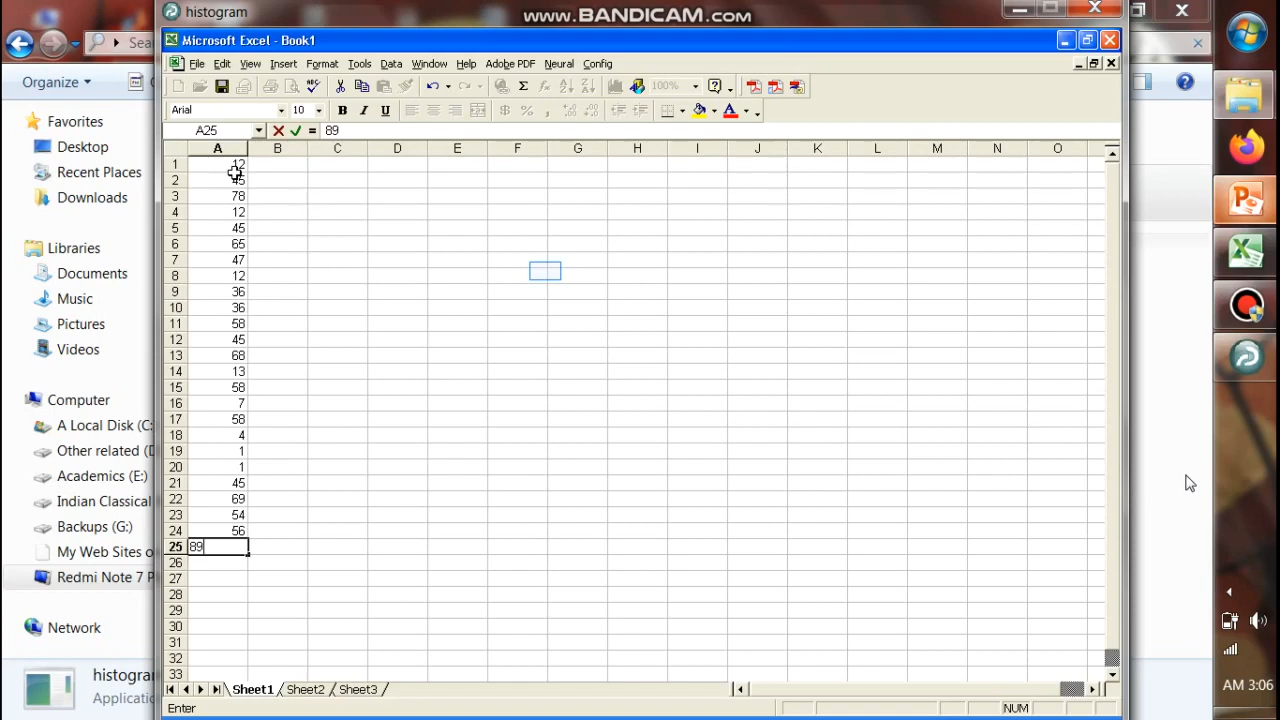 histogram
www.BANDICAM.com
Microsoft Excel - Book1
Sea
File Edit View Insert Format Tools Data Window Help Adobe PDF Neural Config
Organize
100%
Arial 10 B I U $ % ,
A25 = 89
A B C D E F G H I J K L M N O
1 12
2 45
3 78
4 12
5 45
6 65
7 47
8 12
9 36
10 36
11 58
12 45
13 68
14 13
15 58
16 7
17 58
18 4
19 1
20 1
21 45
22 69
23 54
24 56
25 89
26
27
28
29
30
31
32
33
Favorites
Desktop
Recent Places
Downloads
Libraries
Documents
Music
Pictures
Videos
Computer
A Local Disk (C:
Other related (D
Academics (E:)
Indian Classical
Backups (G:)
My Web Sites o
Redmi Note 7 P
Network
histogram
Application
Sheet1 Sheet2 Sheet3
Enter NUM
AM 3:06